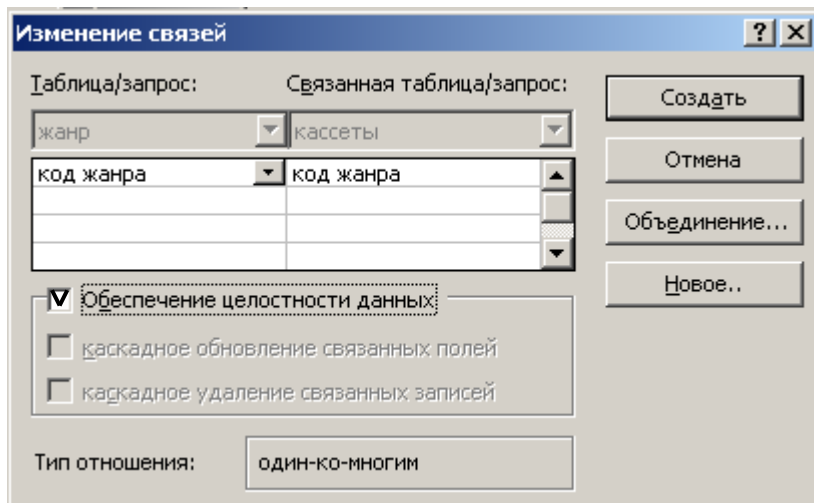 Изменение связей
Таблица/запрос: Связанная таблица/запрос:
жанр кассеты
код жанра код жанра
Создать
Отмена
Объединение...
Новое..
Обеспечение целостности данных
каскадное обновление связанных полей
каскадное удаление связанных записей
Тип отношения: один-ко-многим